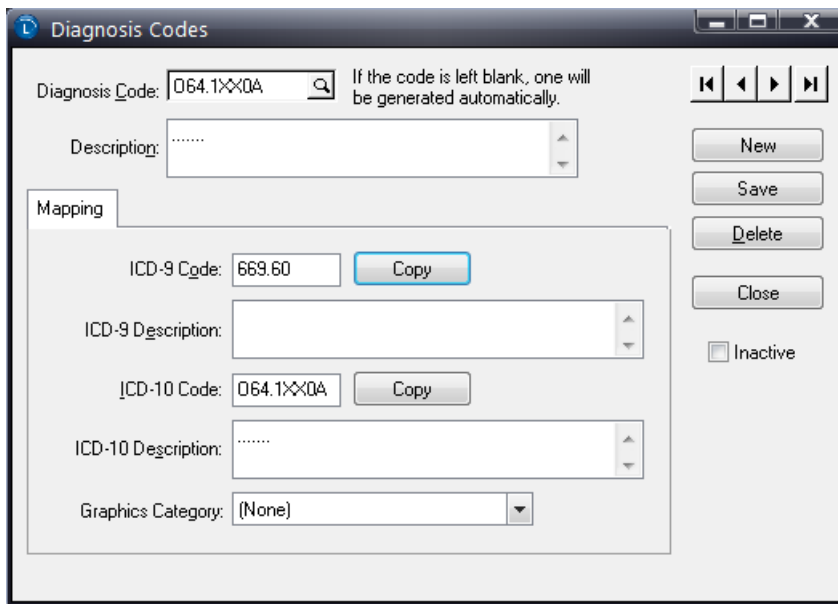 Diagnosis Codes
Diagnosis Code: O64.1XX0A
If the code is left blank, one will
be generated automatically.
Description: .......
New
Save
Delete
Close
Inactive
Mapping
ICD-9 Code: 669.60 Copy
ICD-9 Description:
ICD-10 Code: O64.1XX0A Copy
ICD-10 Description: .......
Graphics Category: (None)